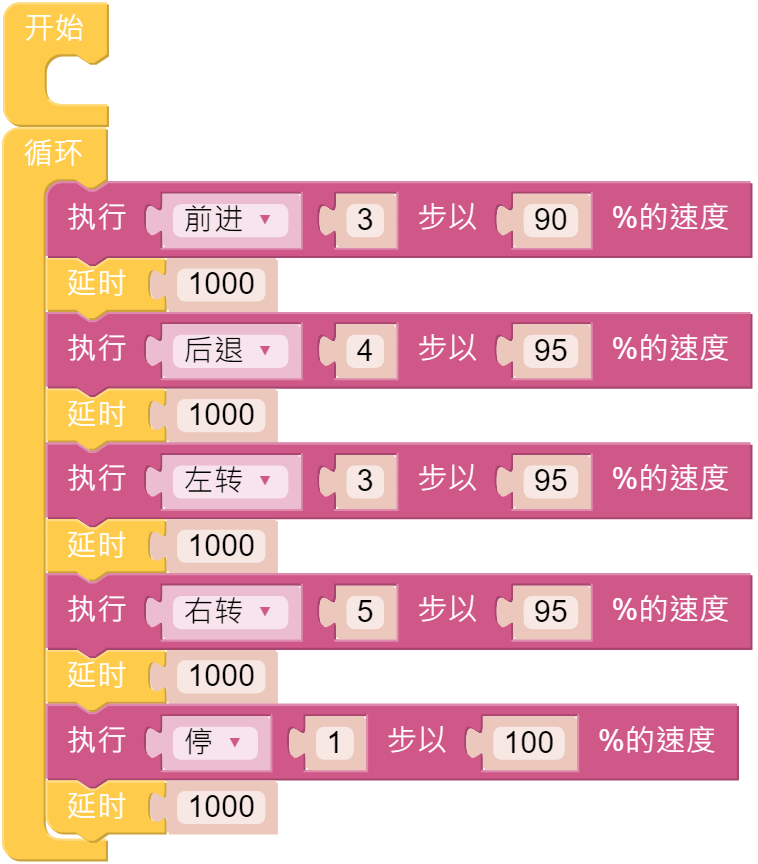 开始
循环
执行 前进 3 步以 90 %的速度
延时 1000
执行 后退 4 步以 95 %的速度
延时 1000
执行 左转 3 步以 95 %的速度
延时 1000
执行 右转 5 步以 95 %的速度
延时 1000
执行 停 1 步以 100 %的速度
延时 1000